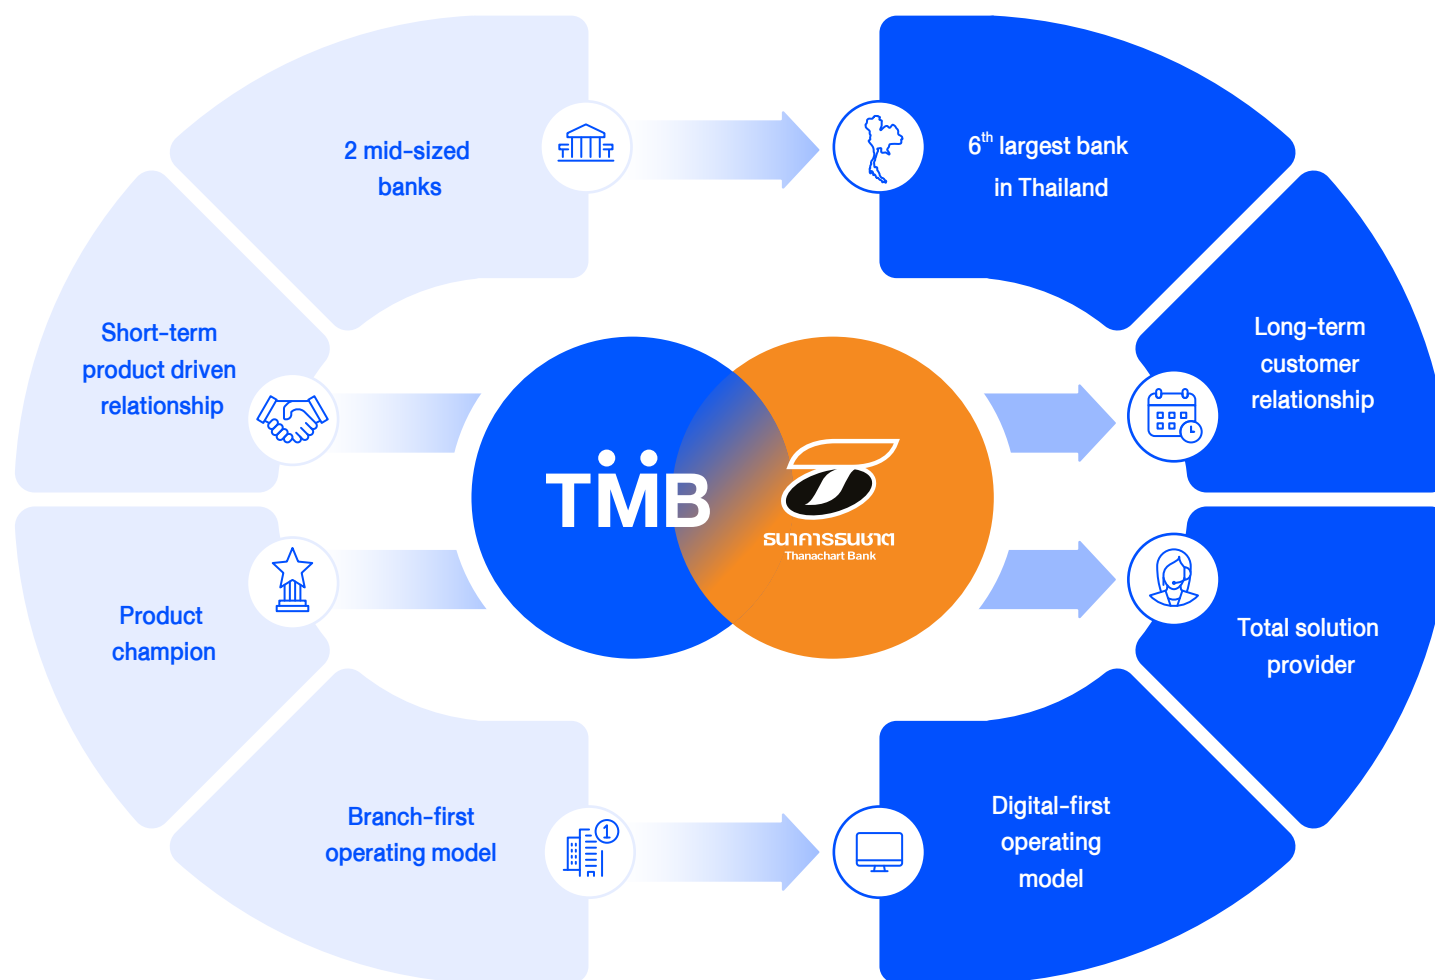 2 mid-sized
banks
6th largest bank
in Thailand
Short-term
product driven
relationship
Long-term
customer
relationship
TMB
ธนาคารธนชาต
Thanachart Bank
Product
champion
Total solution
provider
Branch-first
operating model
1
Digital-first
operating
model